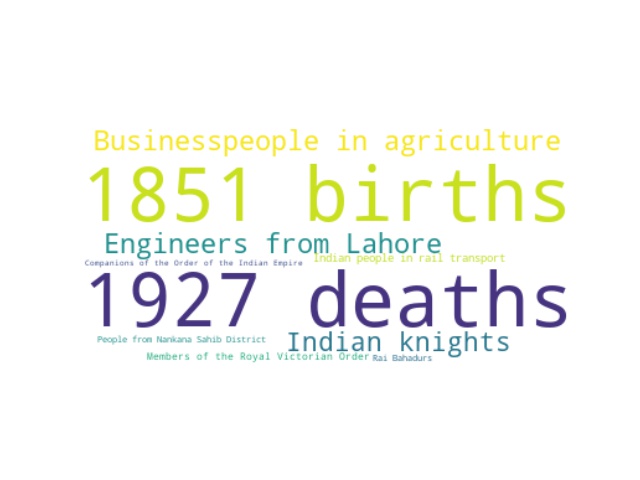 Businesspeople in agriculture
1851 births
Engineers from Lahore
Indian people in rail transport
Companions of the Order of the Indian Empire
1927 deaths
People from Nankana Sahib District
Indian knights
Members of the Royal Victorian Order
Rai Bahadurs